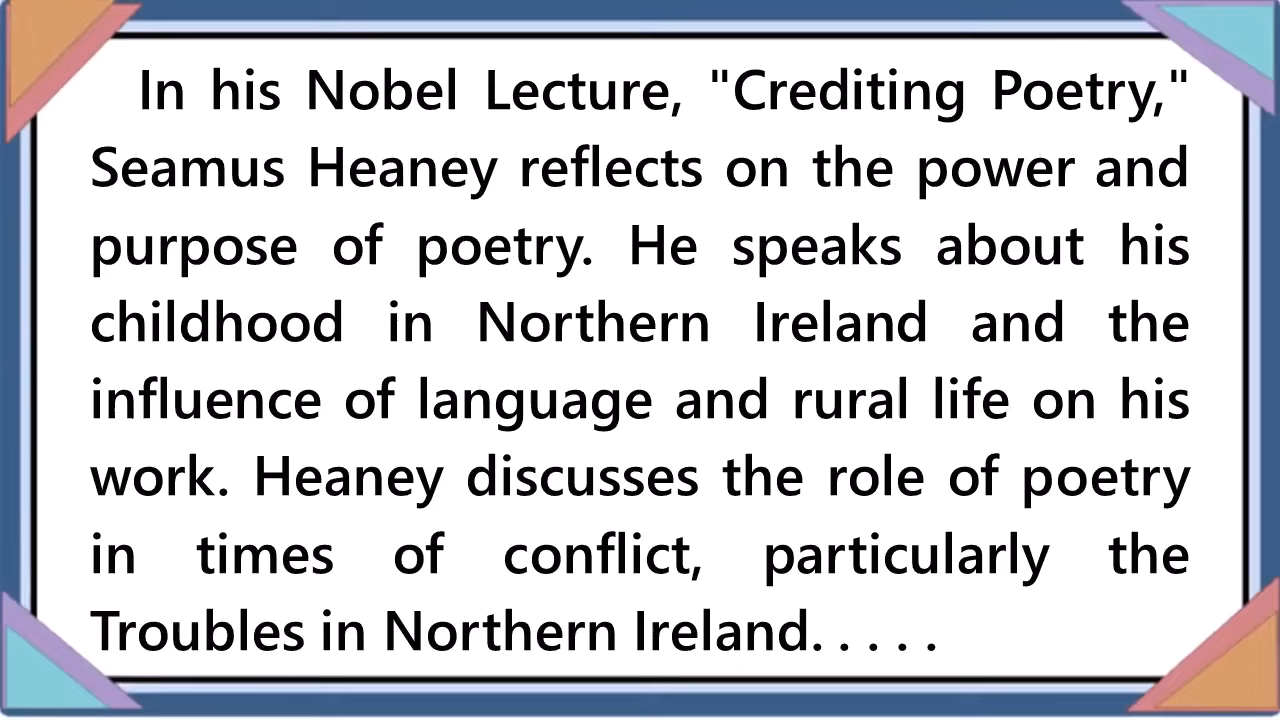 In his Nobel Lecture, "Crediting Poetry,"
Seamus Heaney reflects on the power and
purpose of poetry. He speaks about his
childhood in Northern Ireland and the
influence of language and rural life on his
work. Heaney discusses the role of poetry
in times of conflict, particularly the
Troubles in Northern Ireland. . . . .